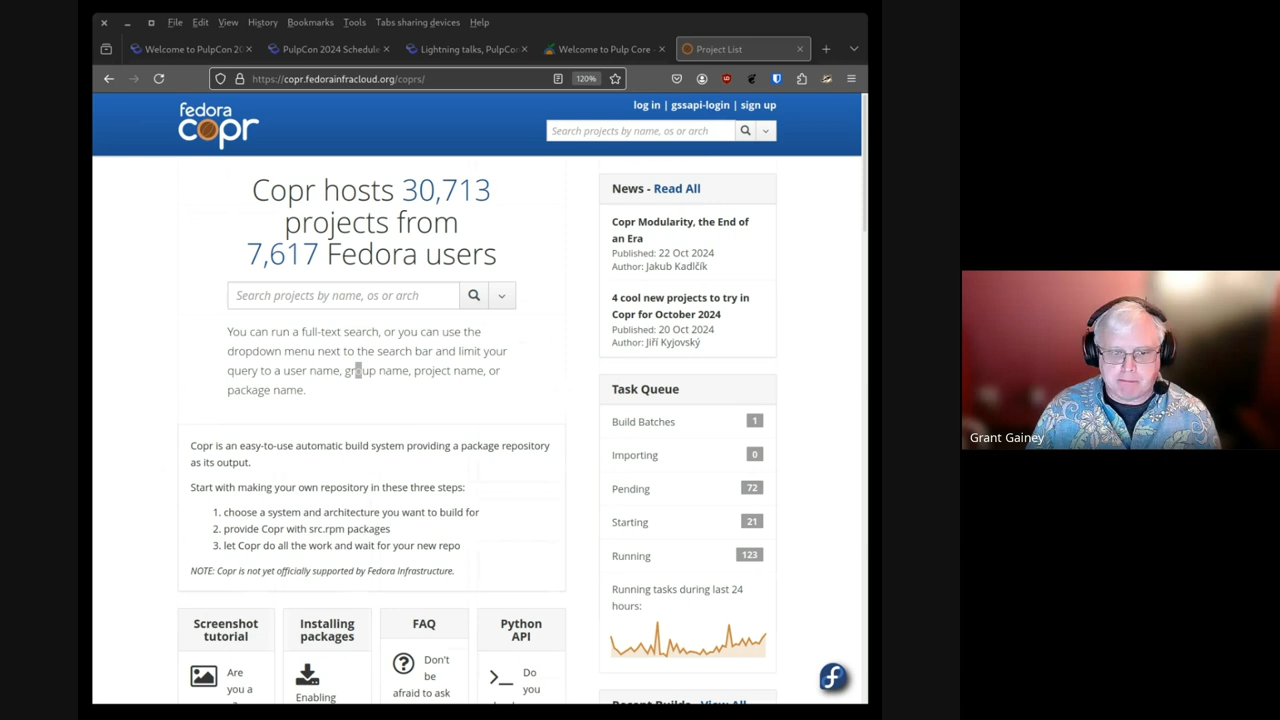 File Edit View History Bookmarks Tools Tabs sharing devices Help
Welcome to PulpCon 20
PulpCon 2024 Schedule
Lightning talks, PulpCon
Welcome to Pulp Core -
Project List
https://copr.fedorainfracloud.org/coprs/
120%
fedora
copr
log in | gssapi-login | sign up
Search projects by name, os or arch
Copr hosts 30,713
projects from
7,617 Fedora users
Search projects by name, os or arch
You can run a full-text search, or you can use the
dropdown menu next to the search bar and limit your
query to a user name, group name, project name, or
package name.
Copr is an easy-to-use automatic build system providing a package repository
as its output.
Start with making your own repository in these three steps:
1. choose a system and architecture you want to build for
2. provide Copr with src.rpm packages
3. let Copr do all the work and wait for your new repo
NOTE: Copr is not yet officially supported by Fedora Infrastructure.
Screenshot
tutorial
Are
you a
Installing
packages
Enabling
FAQ
Don't
be
afraid to ask
Python
API
Do
you
News - Read All
Copr Modularity, the End of
an Era
Published: 22 Oct 2024
Author: Jakub Kadlčík
4 cool new projects to try in
Copr for October 2024
Published: 20 Oct 2024
Author: Jiří Kyjovský
Task Queue
Build Batches 1
Importing 0
Pending 72
Starting 21
Running 123
Running tasks during last 24
hours:
Recent Builds - View All
Grant Gainey